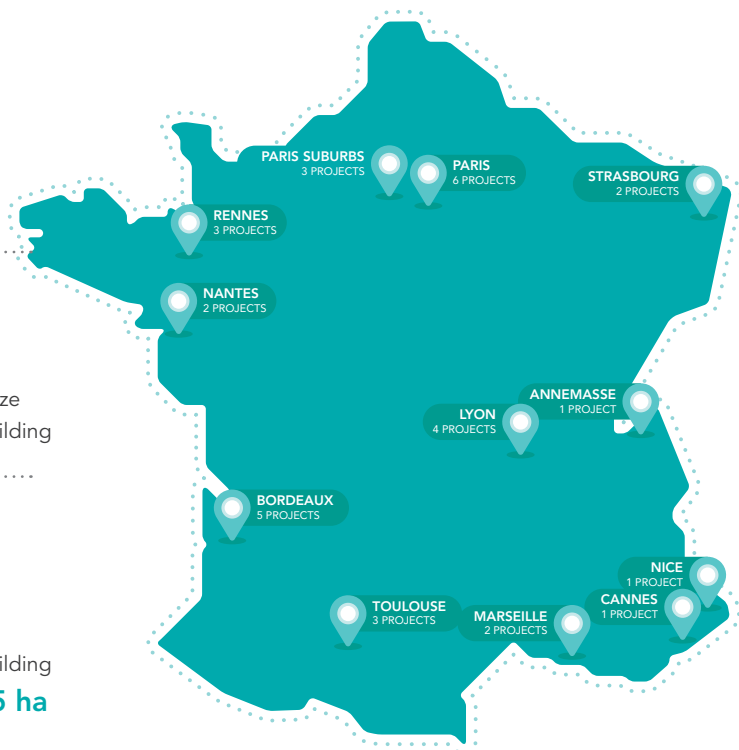 PARIS SUBURBS
3 PROJECTS
PARIS
6 PROJECTS
STRASBOURG
2 PROJECTS
RENNES
3 PROJECTS
NANTES
2 PROJECTS
ANNEMASSE
1 PROJECT
LYON
4 PROJECTS
BORDEAUX
5 PROJECTS
NICE
1 PROJECT
CANNES
1 PROJECT
TOULOUSE
3 PROJECTS
MARSEILLE
2 PROJECTS
ha